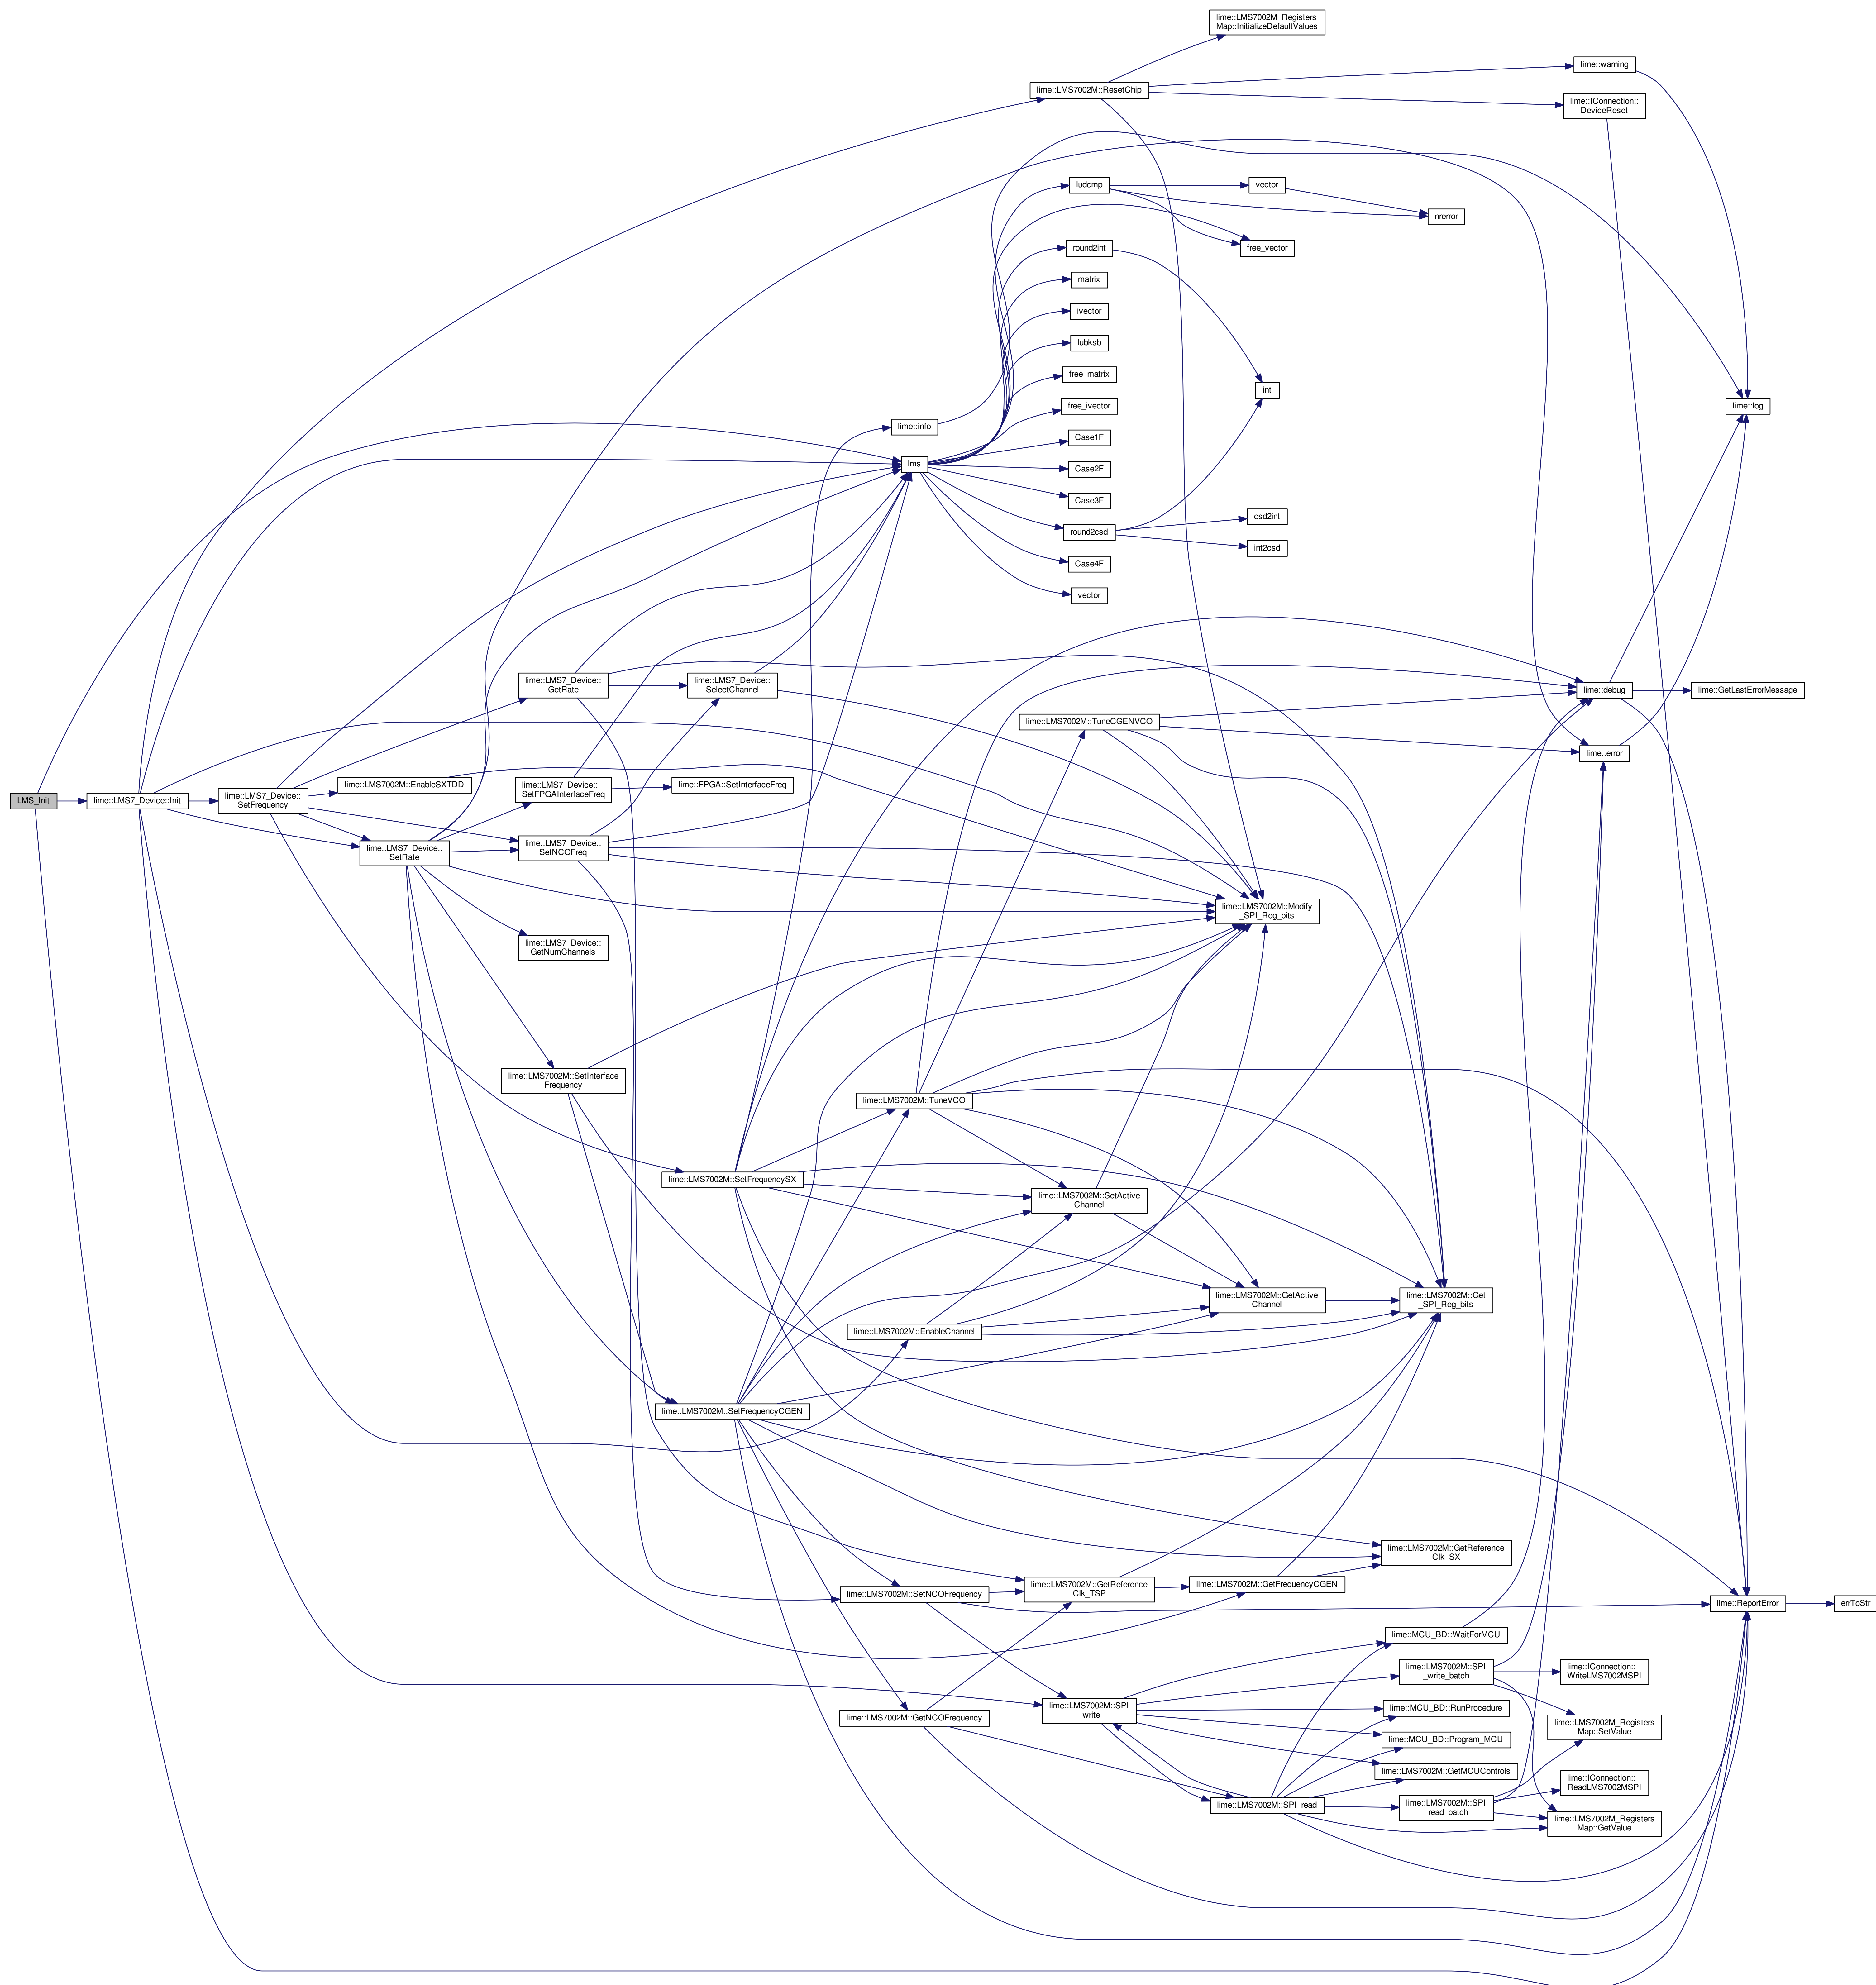 lime::LMS7002M_Registers
Map::InitializeDefaultValues
lime::warning
lime::LMS7002M::ResetChip
lime::IConnection::
DeviceReset
ludcmp
vector
nrerror
round2int
free_vector
matrix
ivector
lubksb
free_matrix
int
free_ivector
lime::log
lime::info
Case1F
lms
Case2F
Case3F
csd2int
round2csd
int2csd
Case4F
vector
lime::LMS7_Device::
GetRate
lime::LMS7_Device::
SelectChannel
lime::debug
lime::GetLastErrorMessage
lime::LMS7002M::TuneCGENVCO
lime::error
lime::LMS7002M::EnableSXTDD
lime::LMS7_Device::
SetFPGAInterfaceFreq
lime::FPGA::SetInterfaceFreq
LMS_Init
lime::LMS7_Device::Init
lime::LMS7_Device::
SetFrequency
lime::LMS7_Device::
SetRate
lime::LMS7_Device::
SetNCOFreq
lime::LMS7002M::Modify
_SPI_Reg_bits
lime::LMS7_Device::
GetNumChannels
lime::LMS7002M::SetInterface
Frequency
lime::LMS7002M::TuneVCO
lime::LMS7002M::SetFrequencySX
lime::LMS7002M::SetActive
Channel
lime::LMS7002M::GetActive
Channel
lime::LMS7002M::Get
_SPI_Reg_bits
lime::LMS7002M::EnableChannel
lime::LMS7002M::SetFrequencyCGEN
lime::LMS7002M::GetReference
Clk_SX
lime::LMS7002M::SetNCOFrequency
lime::LMS7002M::GetReference
Clk_TSP
lime::LMS7002M::GetFrequencyCGEN
lime::ReportError
errToStr
lime::MCU_BD::WaitForMCU
lime::LMS7002M::SPI
_write_batch
lime::IConnection::
WriteLMS7002MSPI
lime::LMS7002M::GetNCOFrequency
lime::LMS7002M::SPI
_write
lime::MCU_BD::RunProcedure
lime::LMS7002M_Registers
Map::SetValue
lime::MCU_BD::Program_MCU
lime::LMS7002M::GetMCUControls
lime::IConnection::
ReadLMS7002MSPI
lime::LMS7002M::SPI_read
lime::LMS7002M::SPI
_read_batch
lime::LMS7002M_Registers
Map::GetValue